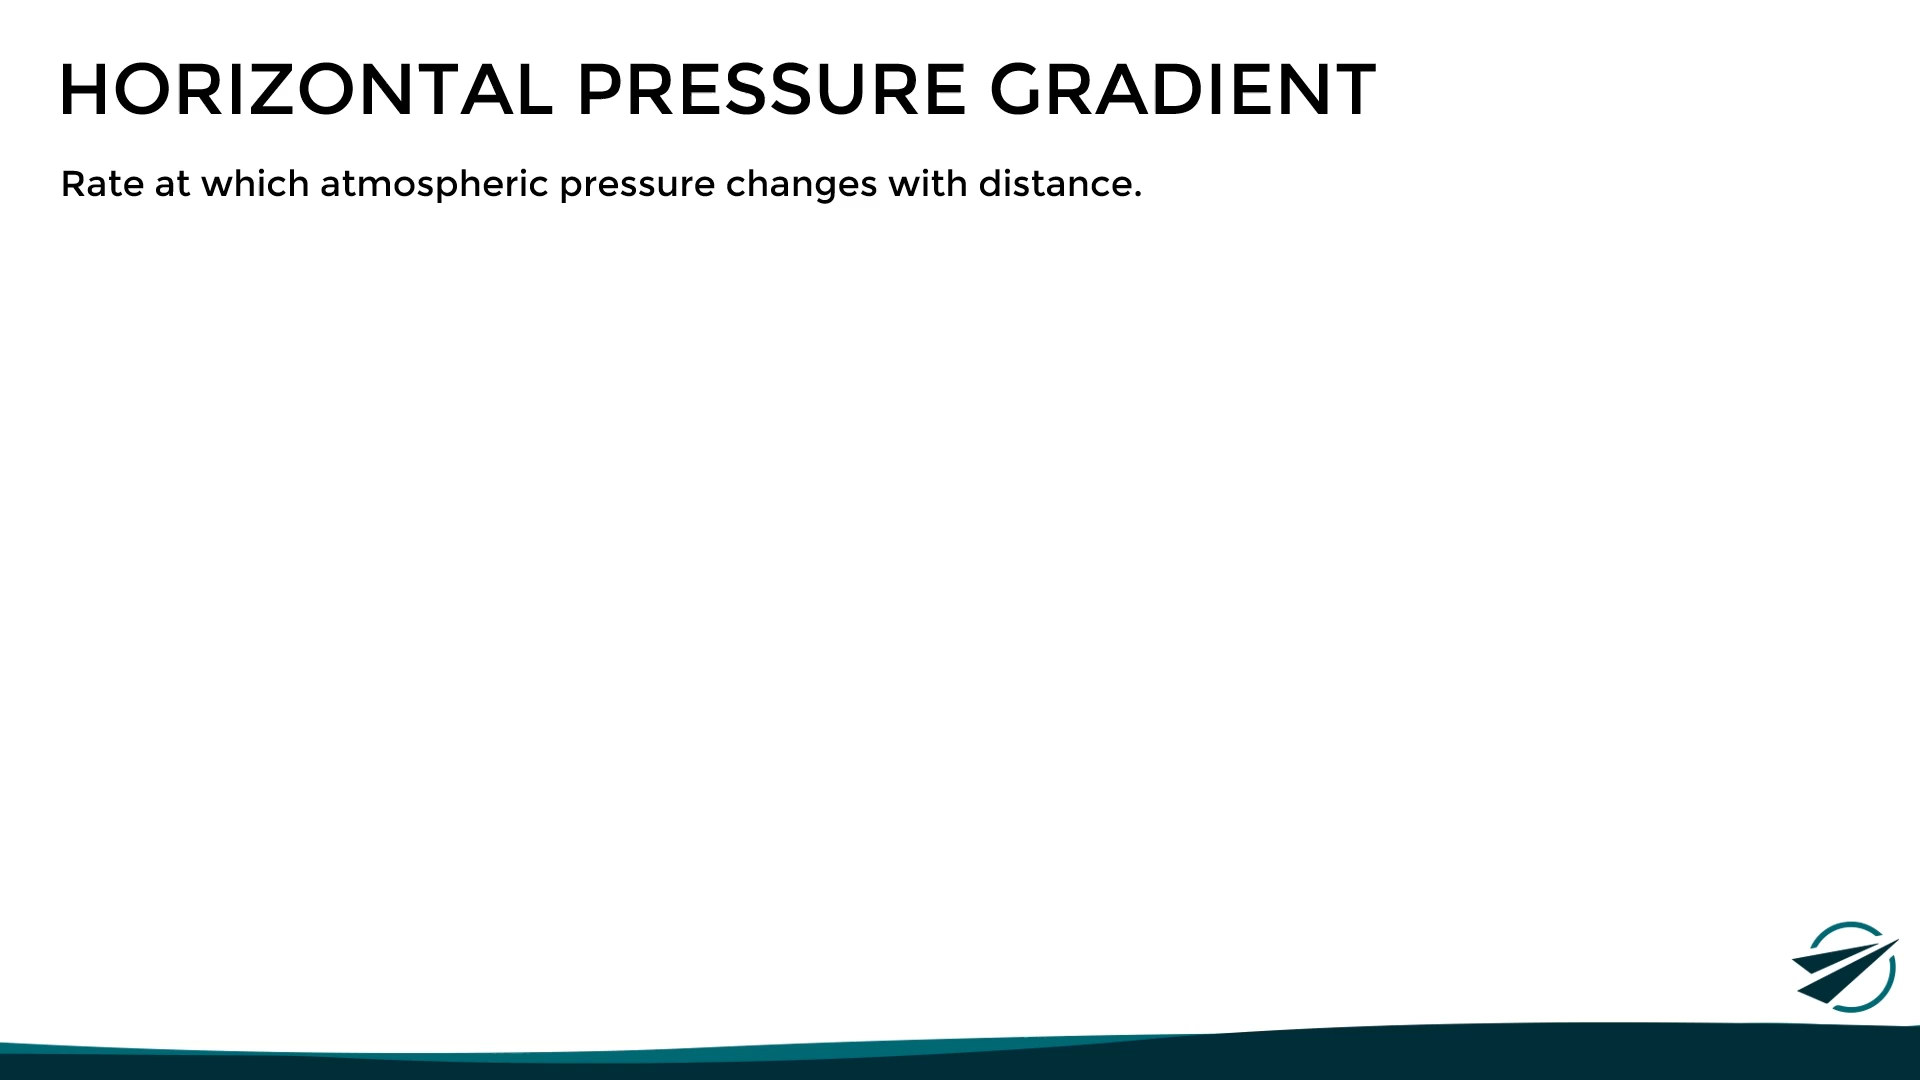 HORIZONTAL PRESSURE GRADIENT
Rate at which atmospheric pressure changes with distance.